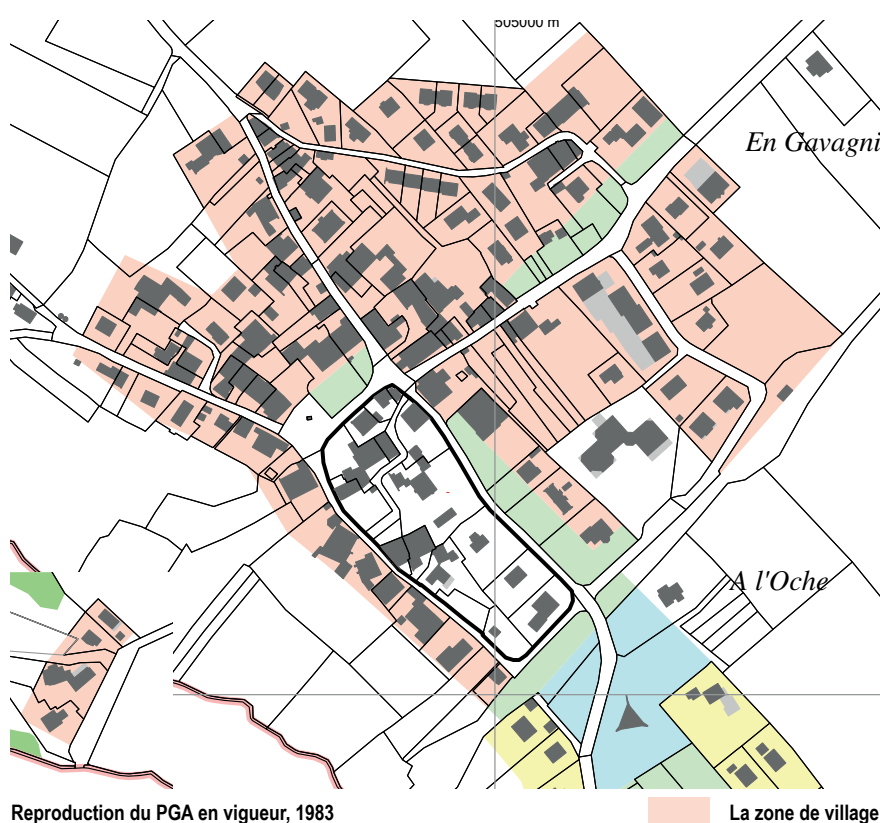 505000 m
En Gavagni
A l'Oche
Reproduction du PGA en vigueur, 1983
La zone de village